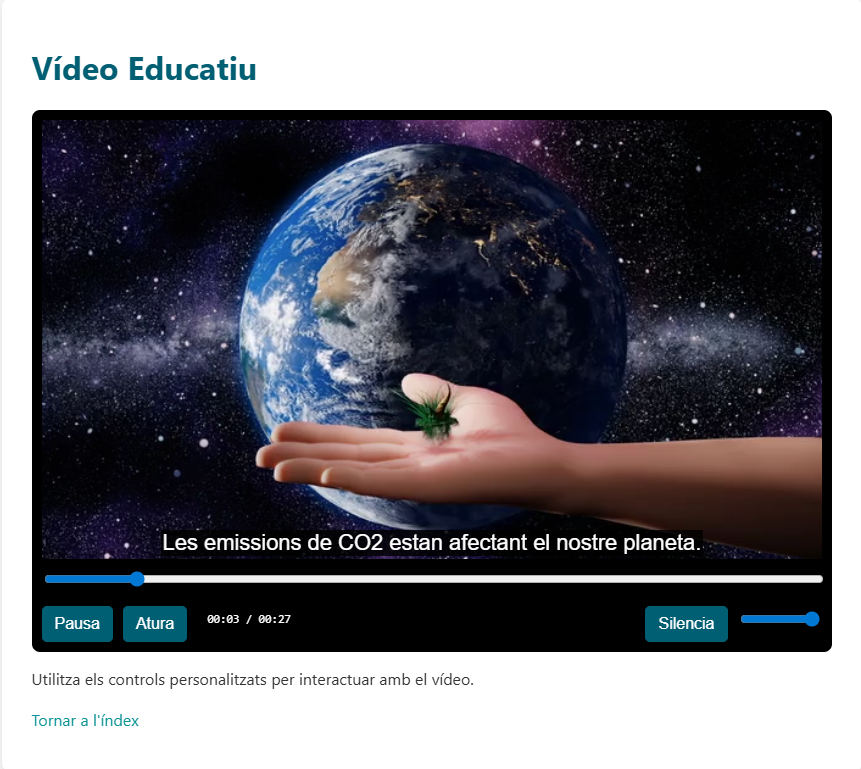 Vídeo Educatiu
Les emissions de CO2 estan afectant el nostre planeta.
Pausa
Atura
00:03 / 00:27
Silencia
Utilitza els controls personalitzats per interactuar amb el vídeo.
Tornar a l'índex